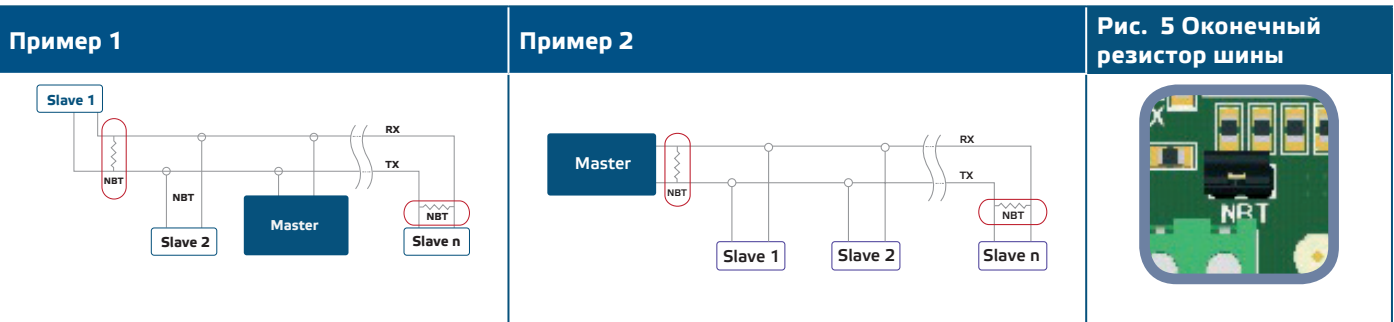 Пример 1
Slave 1
RX
TX
NBT
NBT
NBT
Slave 2
Master
Slave n
Пример 2
Master
RX
TX
NBT
NBT
Slave 1
Slave 2
Slave n
Рис. 5 Оконечный
резистор шины
NBT